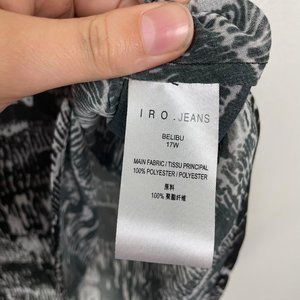 IRO.JEANS
BELIBU
17W
MAIN FABRIC / TISSU PRINCIPAL
100% POLYESTER / POLYESTER
原料
100% 聚酯纤维